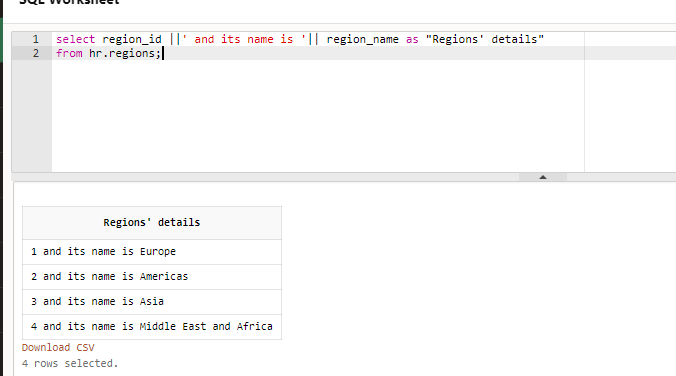 SQL Worksheet
1 select region_id ||' and its name is '|| region_name as "Regions' details"
2 from hr.regions;
Regions' details
1 and its name is Europe
2 and its name is Americas
3 and its name is Asia
4 and its name is Middle East and Africa
Download CSV
4 rows selected.